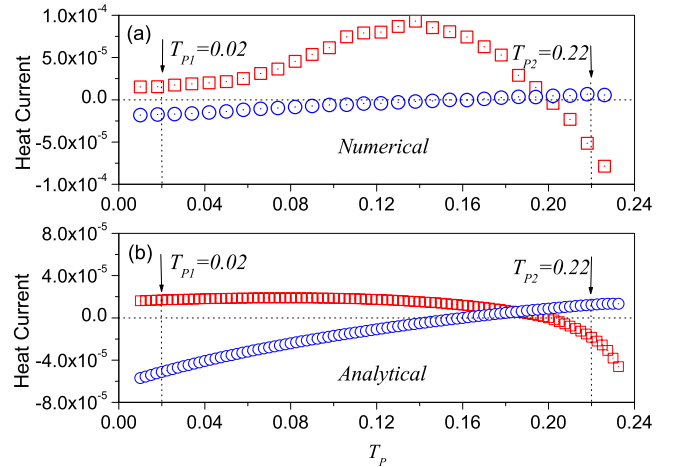 (a)
T_P1=0.02
T_P2=0.22
1.0x10^-4
5.0x10^-5
0.0
-5.0x10^-5
-1.0x10^-4
Heat Current
Numerical
0.00 0.04 0.08 0.12 0.16 0.20 0.24
(b)
T_P1=0.02
T_P2=0.22
8.0x10^-5
4.0x10^-5
0.0
-4.0x10^-5
-8.0x10^-5
Heat Current
Analytical
0.00 0.04 0.08 0.12 0.16 0.20 0.24
T_P